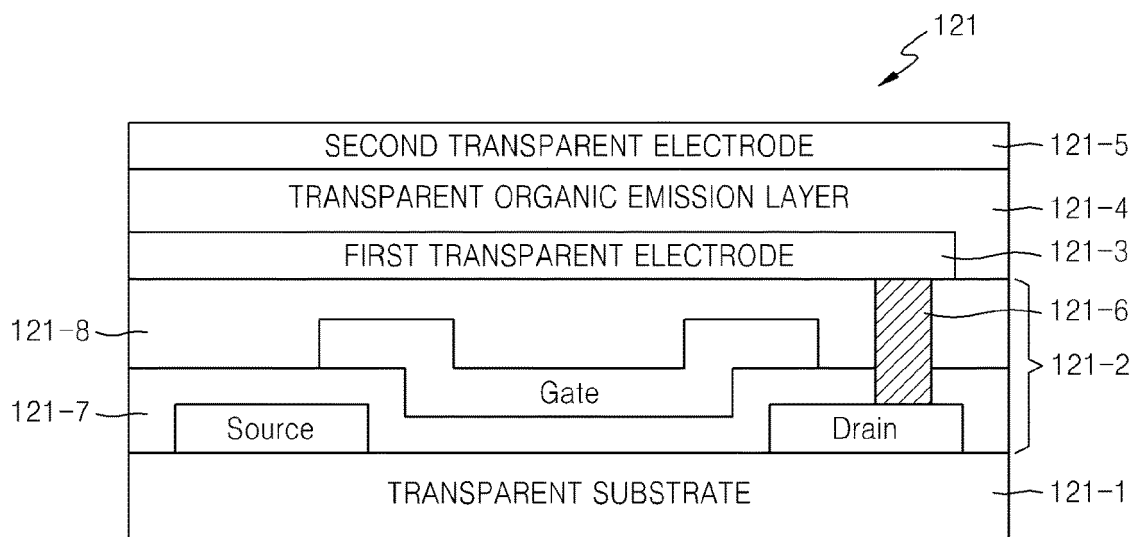 121
SECOND TRANSPARENT ELECTRODE
121-5
TRANSPARENT ORGANIC EMISSION LAYER
121-4
FIRST TRANSPARENT ELECTRODE
121-3
121-8
121-6
121-2
Gate
121-7
Source
Drain
TRANSPARENT SUBSTRATE
121-1